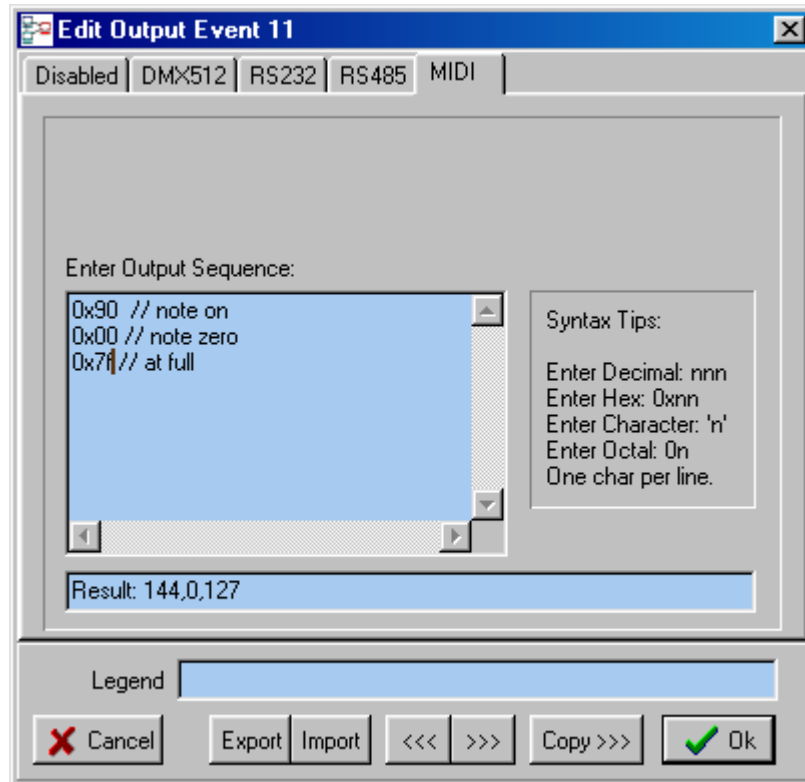 Edit Output Event 11
Disabled DMX512 RS232 RS485 MIDI
Enter Output Sequence:
0x90 // note on
0x00 // note zero
0x7f // at full
Syntax Tips:
Enter Decimal: nnn
Enter Hex: 0xnn
Enter Character: 'n'
Enter Octal: 0n
One char per line.
Result: 144,0,127
Legend
Cancel Export Import <<< >>> Copy >>> Ok